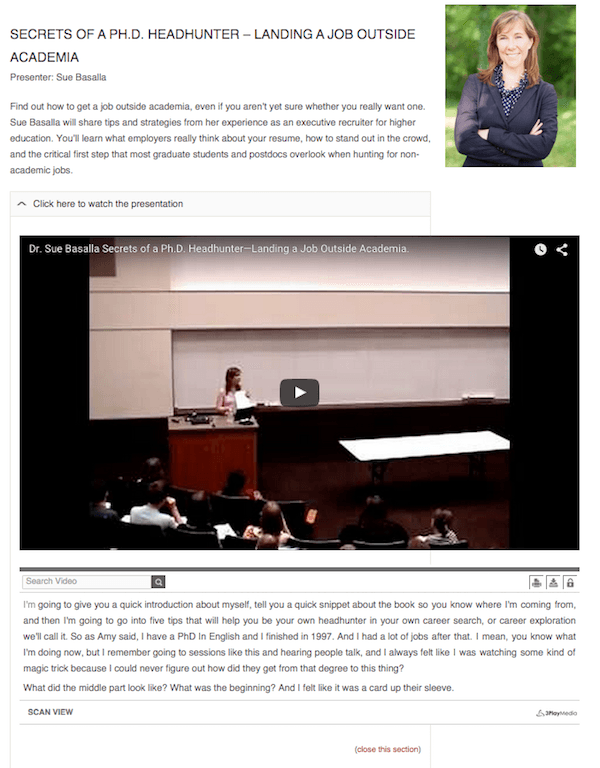 SECRETS OF A PH.D. HEADHUNTER – LANDING A JOB OUTSIDE
ACADEMIA
Presenter: Sue Basalla
Find out how to get a job outside academia, even if you aren't yet sure whether you really want one.
Sue Basalla will share tips and strategies from her experience as an executive recruiter for higher
education. You'll learn what employers really think about your resume, how to stand out in the crowd,
and the critical first step that most graduate students and postdocs overlook when hunting for non-
academic jobs.
Click here to watch the presentation
Dr. Sue Basalla Secrets of a Ph.D. Headhunter—Landing a Job Outside Academia.
Search Video
I'm going to give you a quick introduction about myself, tell you a quick snippet about the book so you know where I'm coming from,
and then I'm going to go into five tips that will help you be your own headhunter in your own career search, or career exploration
we'll call it. So as Amy said, I have a PhD In English and I finished in 1997. And I had a lot of jobs after that. I mean, you know what
I'm doing now, but I remember going to sessions like this and hearing people talk, and I always felt like I was watching some kind of
magic trick because I could never figure out how did they get from that degree to this thing?
What did the middle part look like? What was the beginning? And I felt like it was a card up their sleeve.
SCAN VIEW
3PlayMedia
(close this section)